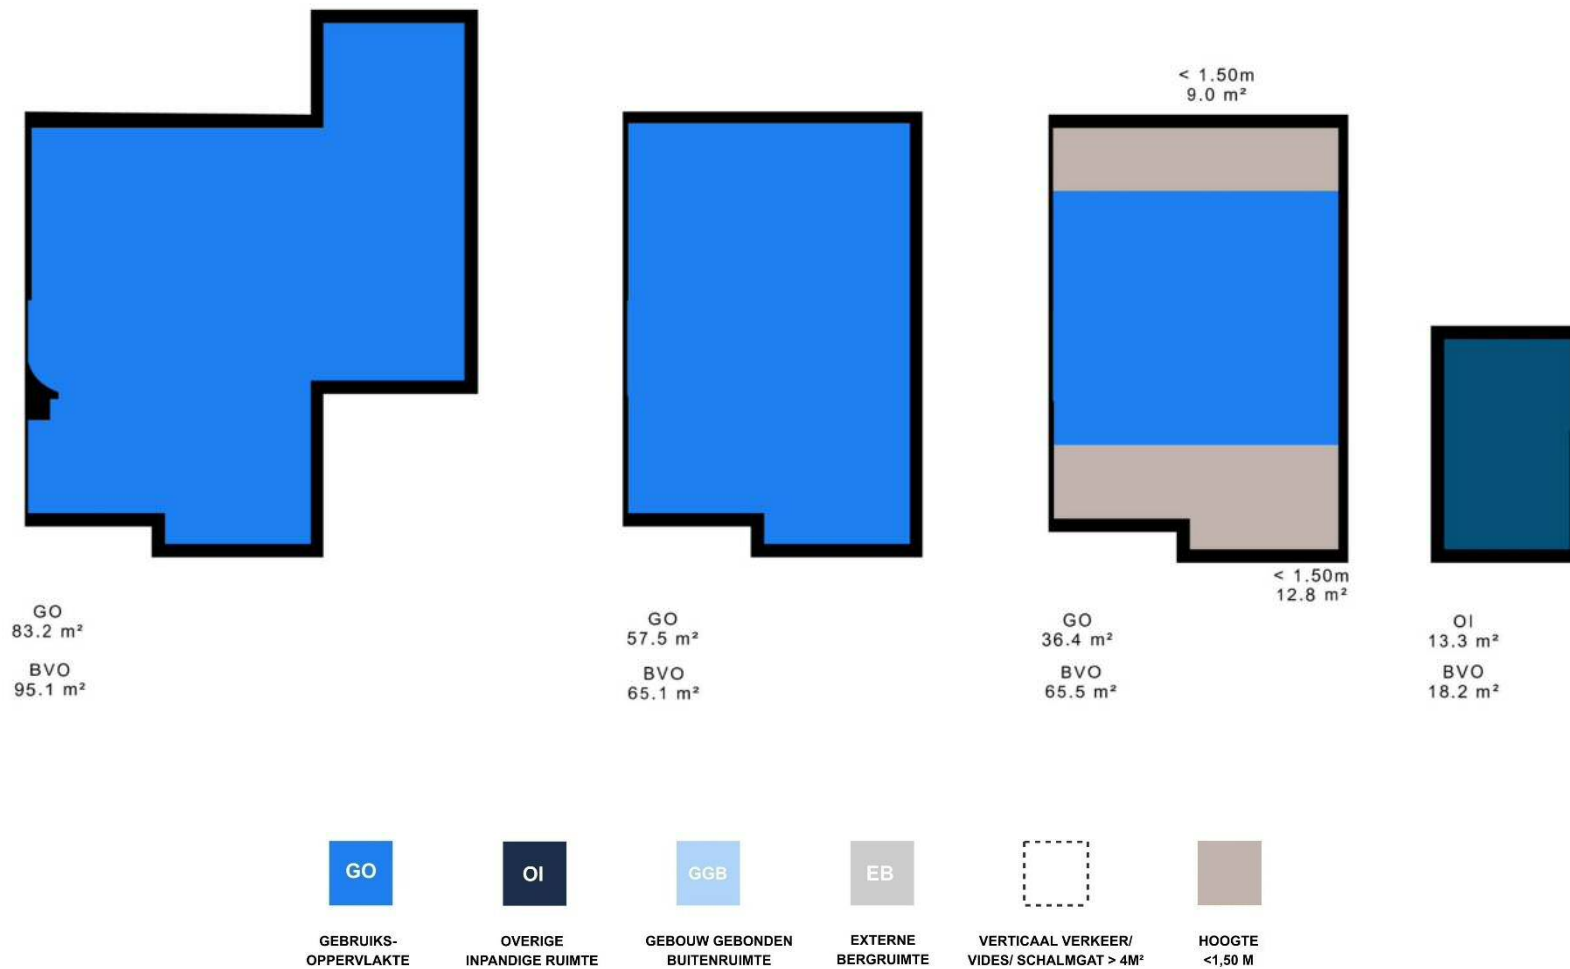 < 1.50m
9.0 m²
< 1.50m
12.8 m²
GO
83.2 m²
BVO
95.1 m²
GO
57.5 m²
BVO
65.1 m²
GO
36.4 m²
BVO
65.5 m²
OI
13.3 m²
BVO
18.2 m²
GO
GEBRUIKS-
OPPERVLAKTE
OI
OVERIGE
INPANDIGE RUIMTE
GGB
GEBOUW GEBONDEN
BUITENRUIMTE
EB
EXTERNE
BERGRUIMTE
VERTICAAL VERKEER/
VIDES/ SCHALMGAT > 4M²
HOOGTE
<1,50 M